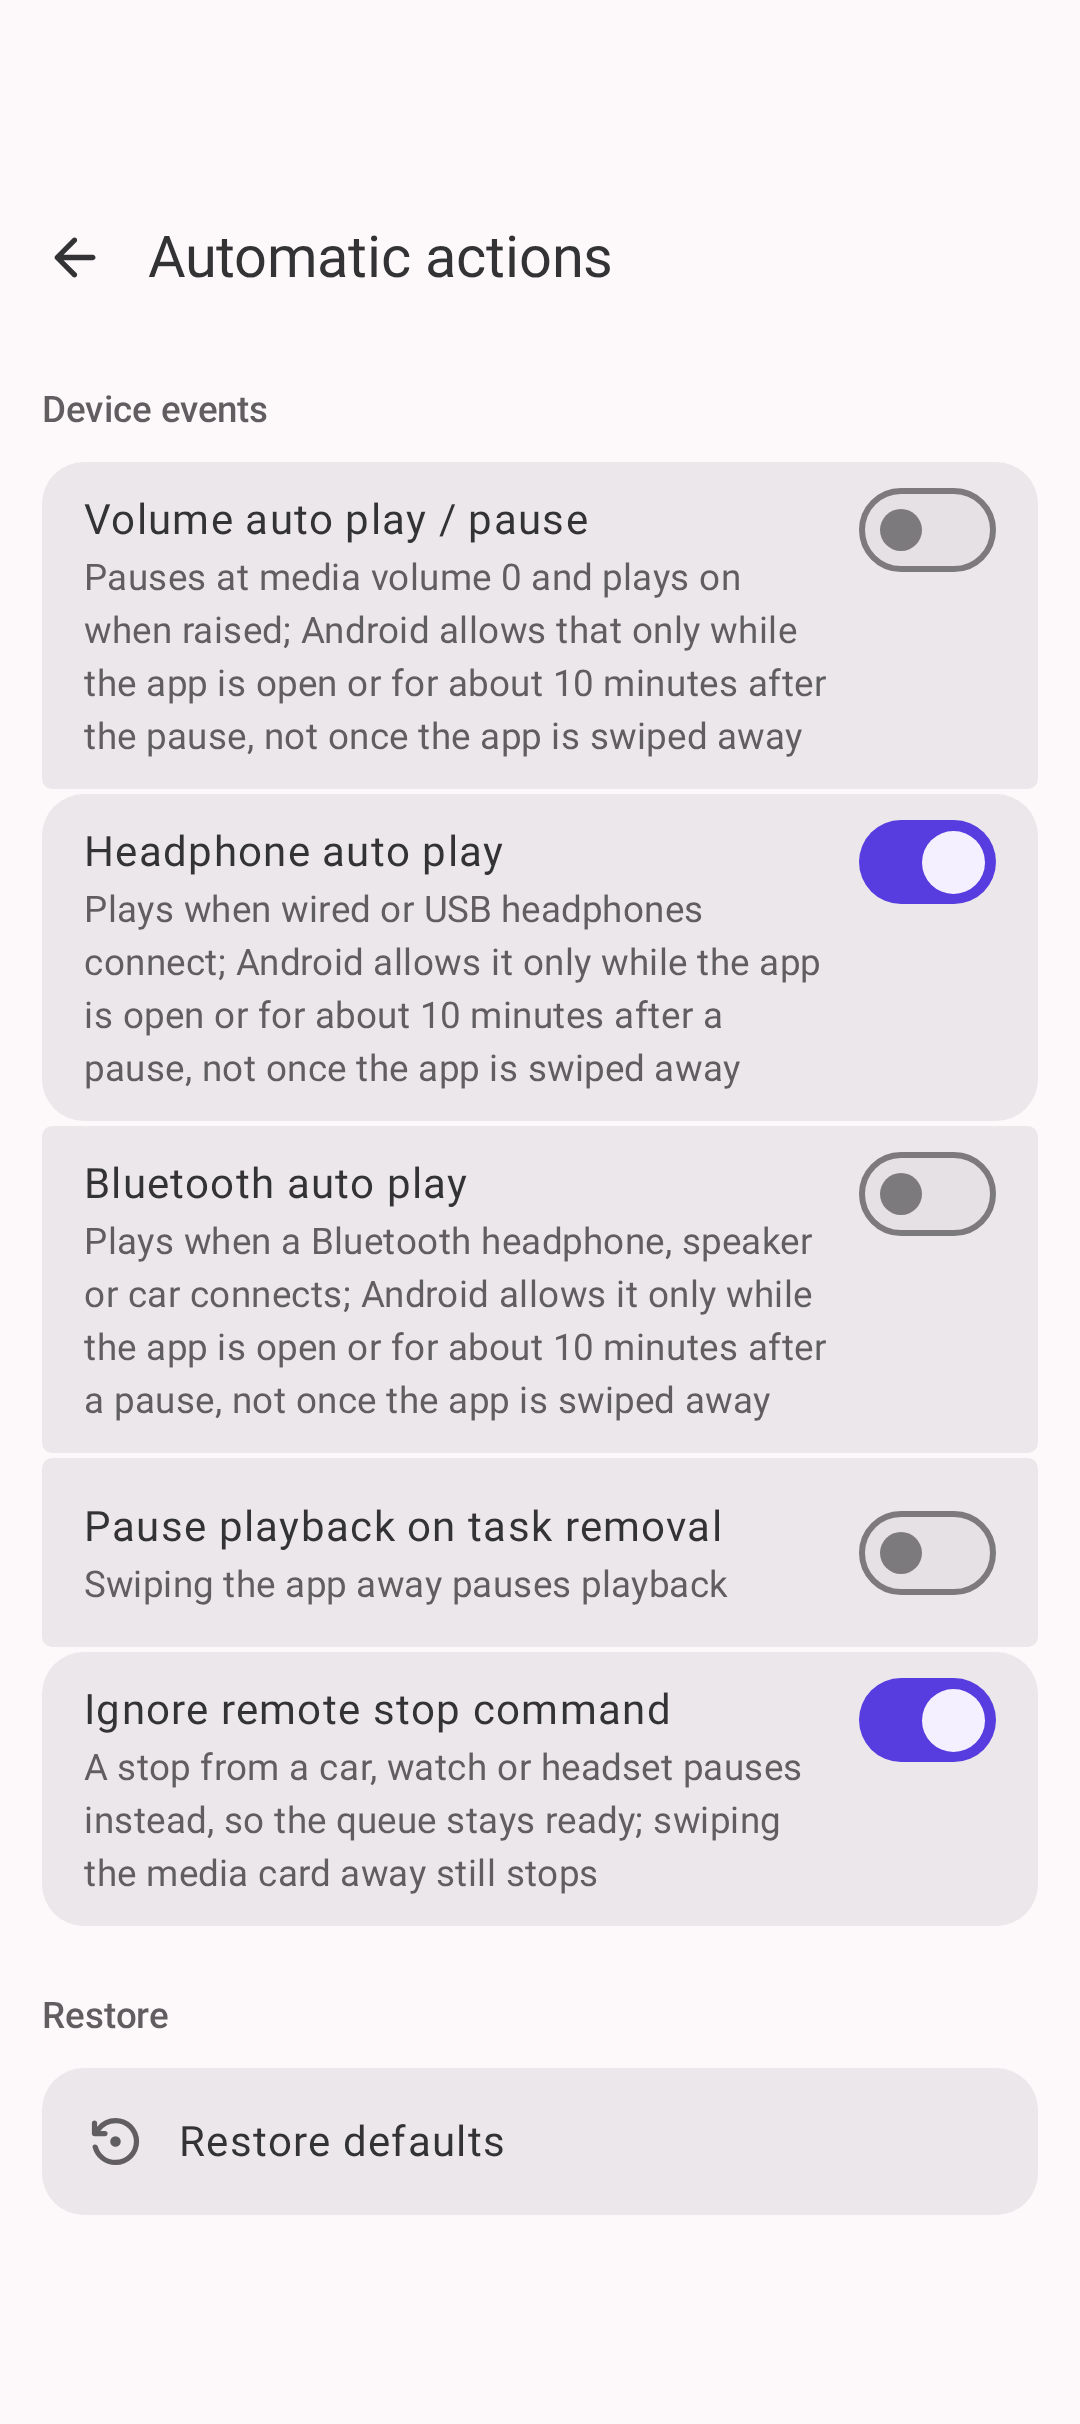 Automatic actions
Device events
Volume auto play / pause
Pauses at media volume 0 and plays on
when raised; Android allows that only while
the app is open or for about 10 minutes after
the pause, not once the app is swiped away
Headphone auto play
Plays when wired or USB headphones
connect; Android allows it only while the app
is open or for about 10 minutes after a
pause, not once the app is swiped away
Bluetooth auto play
Plays when a Bluetooth headphone, speaker
or car connects; Android allows it only while
the app is open or for about 10 minutes after
a pause, not once the app is swiped away
Pause playback on task removal
Swiping the app away pauses playback
Ignore remote stop command
A stop from a car, watch or headset pauses
instead, so the queue stays ready; swiping
the media card away still stops
Restore
Restore defaults